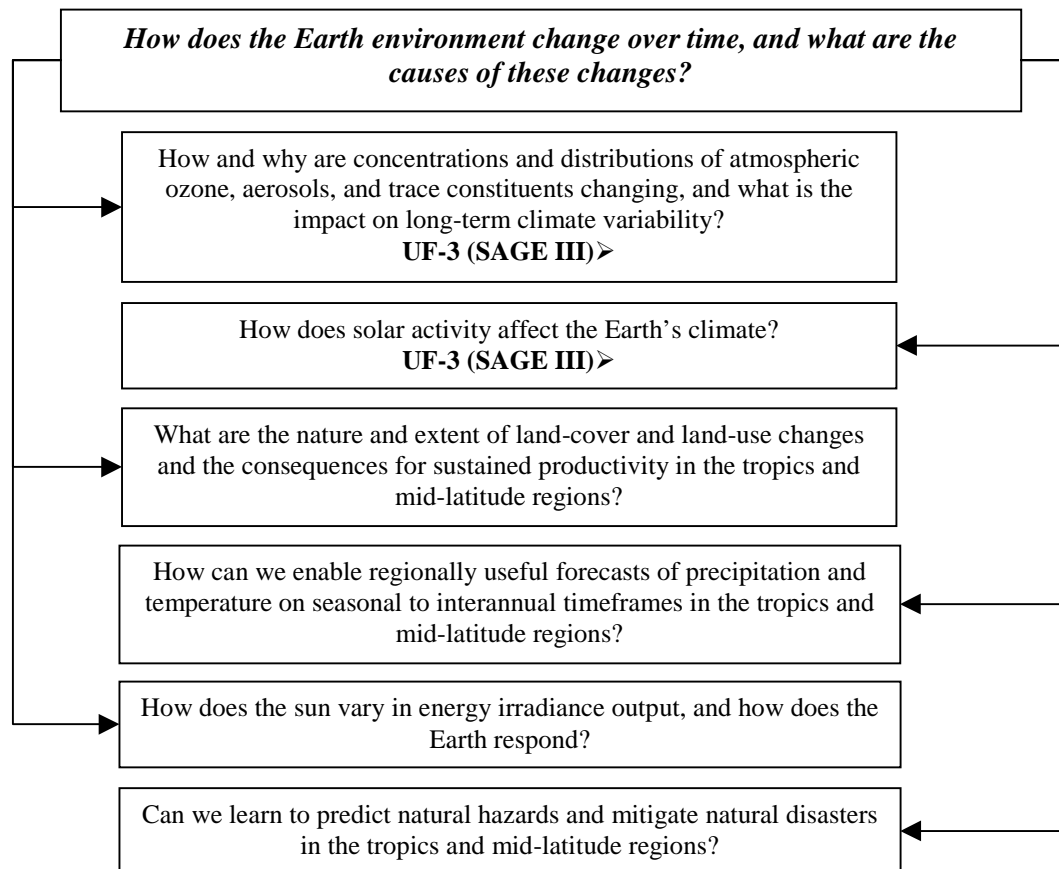 How does the Earth environment change over time, and what are the
causes of these changes?
How and why are concentrations and distributions of atmospheric
ozone, aerosols, and trace constituents changing, and what is the
impact on long-term climate variability?
UF-3 (SAGE III)➢
How does solar activity affect the Earth’s climate?
UF-3 (SAGE III)➢
What are the nature and extent of land-cover and land-use changes
and the consequences for sustained productivity in the tropics and
mid-latitude regions?
How can we enable regionally useful forecasts of precipitation and
temperature on seasonal to interannual timeframes in the tropics and
mid-latitude regions?
How does the sun vary in energy irradiance output, and how does the
Earth respond?
Can we learn to predict natural hazards and mitigate natural disasters
in the tropics and mid-latitude regions?